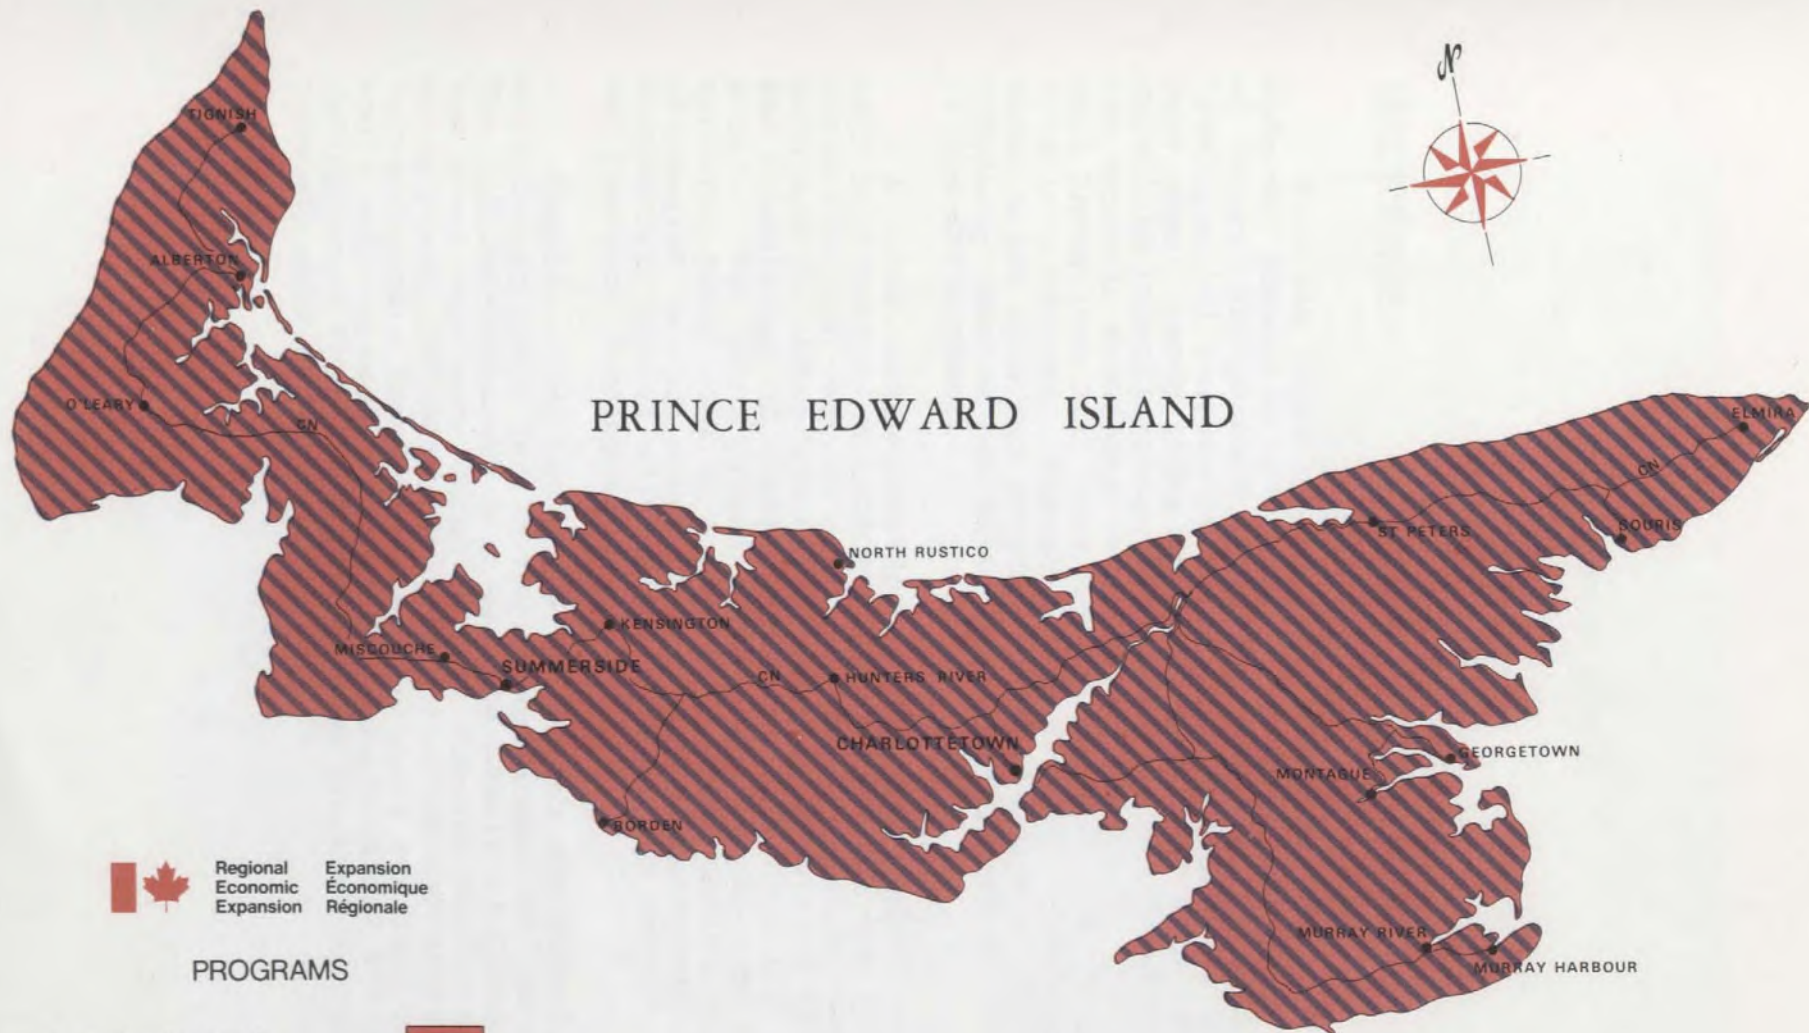 N
TIGNISH
ALBERTON
O'LEARY
CN
PRINCE EDWARD ISLAND
ELMIRA
CN
SOURIS
ST PETERS
NORTH RUSTICO
KENSINGTON
MISCOUCHE
SUMMERSIDE
CN
HUNTERS RIVER
CHARLOTTETOWN
GEORGETOWN
MONTAGUE
BORDEN
MURRAY RIVER
MURRAY HARBOUR
Regional Expansion
Economic Économique
Expansion Régionale
PROGRAMS